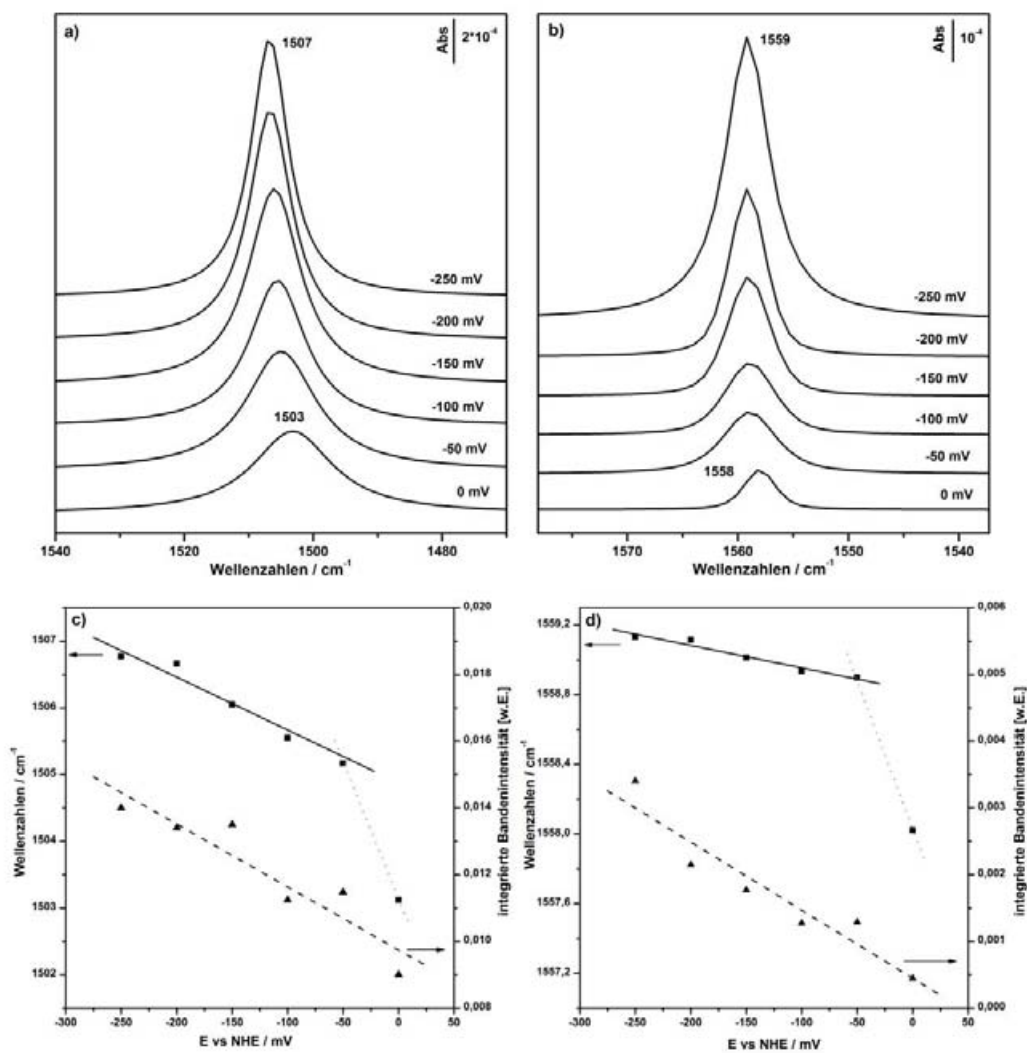 a)
1507
Abs
2*10⁻⁴
-250 mV
-200 mV
-150 mV
-100 mV
-50 mV
1503
0 mV
1540
1520
1500
1480
Wellenzahlen / cm⁻¹
b)
1559
Abs
10⁻⁴
-250 mV
-200 mV
-150 mV
-100 mV
-50 mV
1558
0 mV
1570
1560
1550
1540
Wellenzahlen / cm⁻¹
c)
Wellenzahlen / cm⁻¹
1507
1506
1505
1504
1503
1502
0,020
0,018
0,016
0,014
0,012
0,010
0,008
integrierte Bandenintensität [w.E.]
-300
-250
-200
-150
-100
-50
0
50
E vs NHE / mV
d)
Wellenzahlen / cm⁻¹
1559,2
1558,8
1558,4
1558,0
1557,6
1557,2
0,006
0,005
0,004
0,003
0,002
0,001
0,000
integrierte Bandenintensität [w.E.]
-300
-250
-200
-150
-100
-50
0
50
E vs NHE / mV